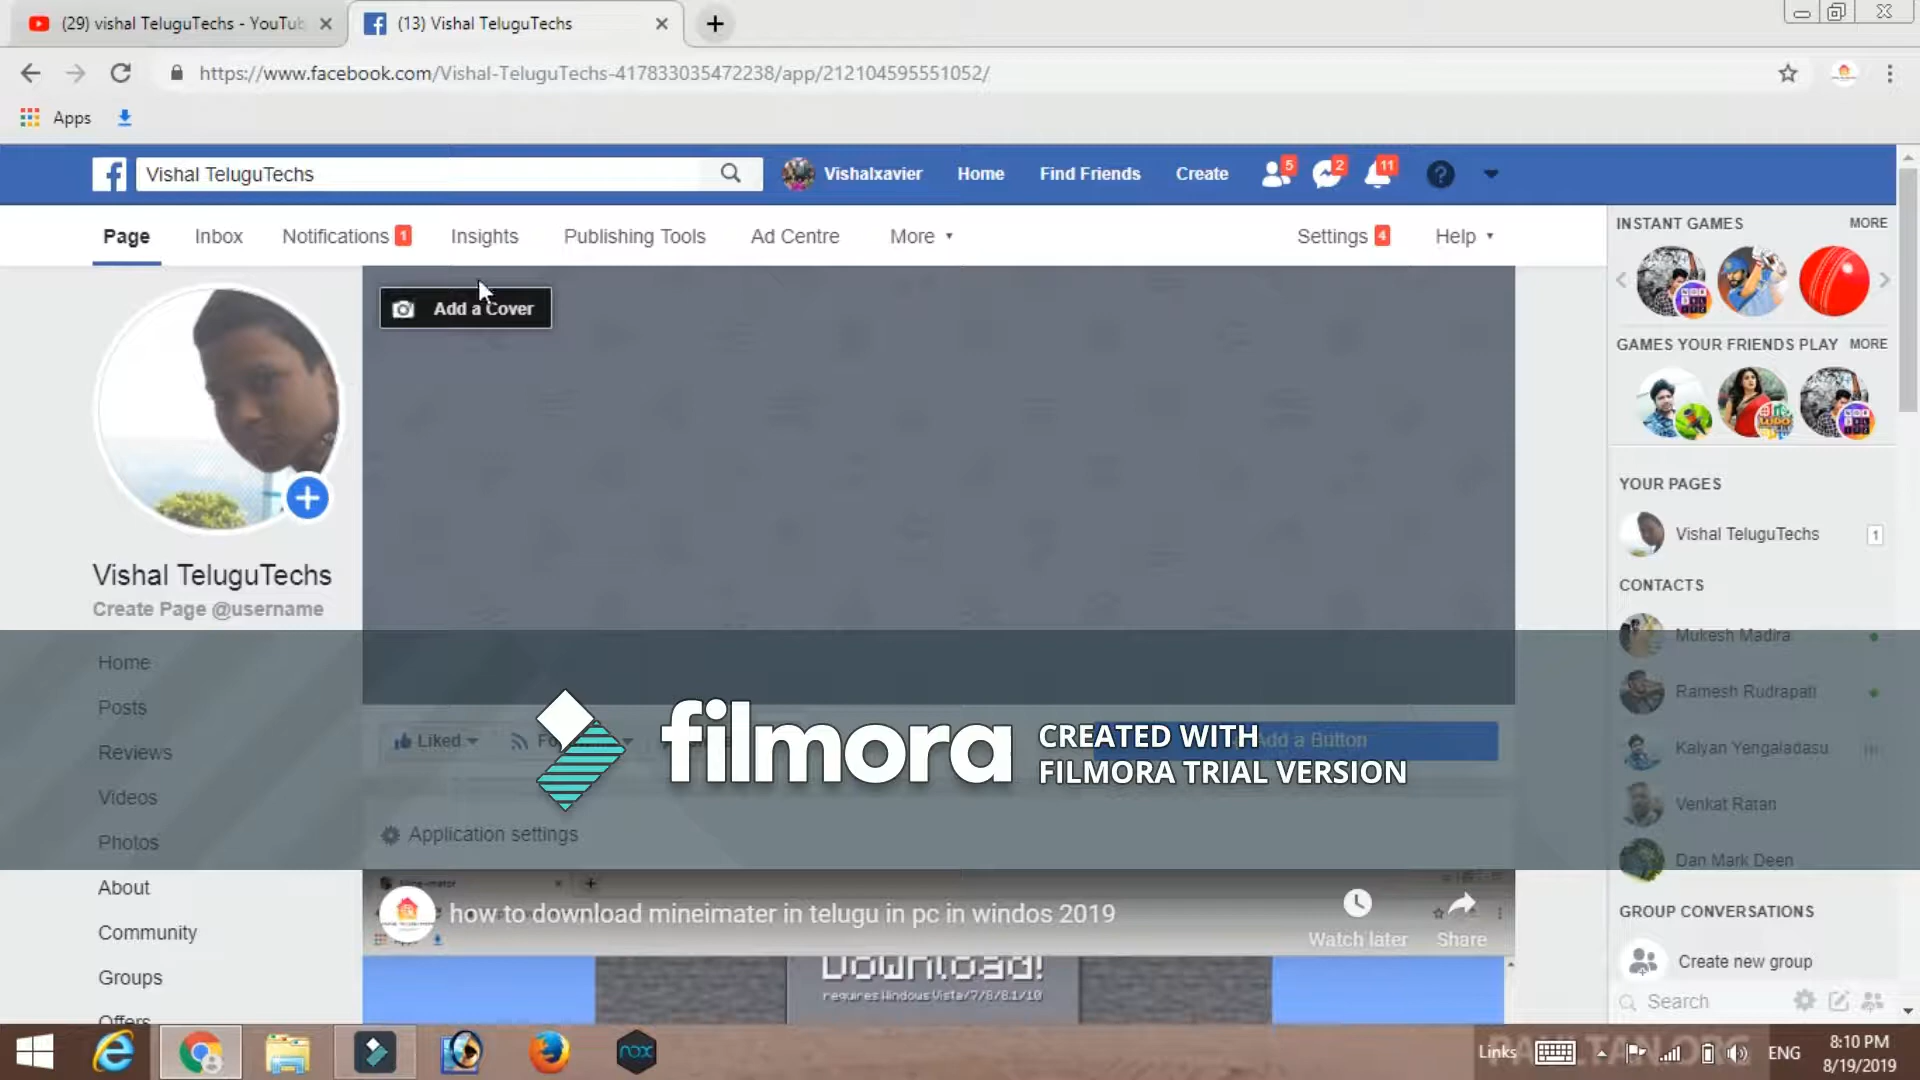 (29) vishal TeluguTechs - YouTub
(13) Vishal TeluguTechs
https://www.facebook.com/Vishal-TeluguTechs-417833035472238/app/212104595551052/
Apps
Vishal TeluguTechs
Vishalxavier
Home
Find Friends
Create
5
2
11
Page
Inbox
Notifications 1
Insights
Publishing Tools
Ad Centre
More
Settings 4
Help
INSTANT GAMES
MORE
Add a Cover
GAMES YOUR FRIENDS PLAY
MORE
YOUR PAGES
Vishal TeluguTechs
1
CONTACTS
Vishal TeluguTechs
Create Page @username
Mukesh Madira
Home
Ramesh Rudrapati
Posts
Liked
Add a Button
filmora
CREATED WITH
FILMORA TRIAL VERSION
Kalyan Yengaladasu
Reviews
Videos
Venkat Ratan
Application settings
Photos
Dan Mark Deen
About
how to download mineimater in telugu in pc in windos 2019
Watch later
Share
GROUP CONVERSATIONS
Community
Create new group
Download!
requires Windows Vista/7/8/8.1/10
Groups
Search
Offers
Links
ENG
8:10 PM
8/19/2019
nox